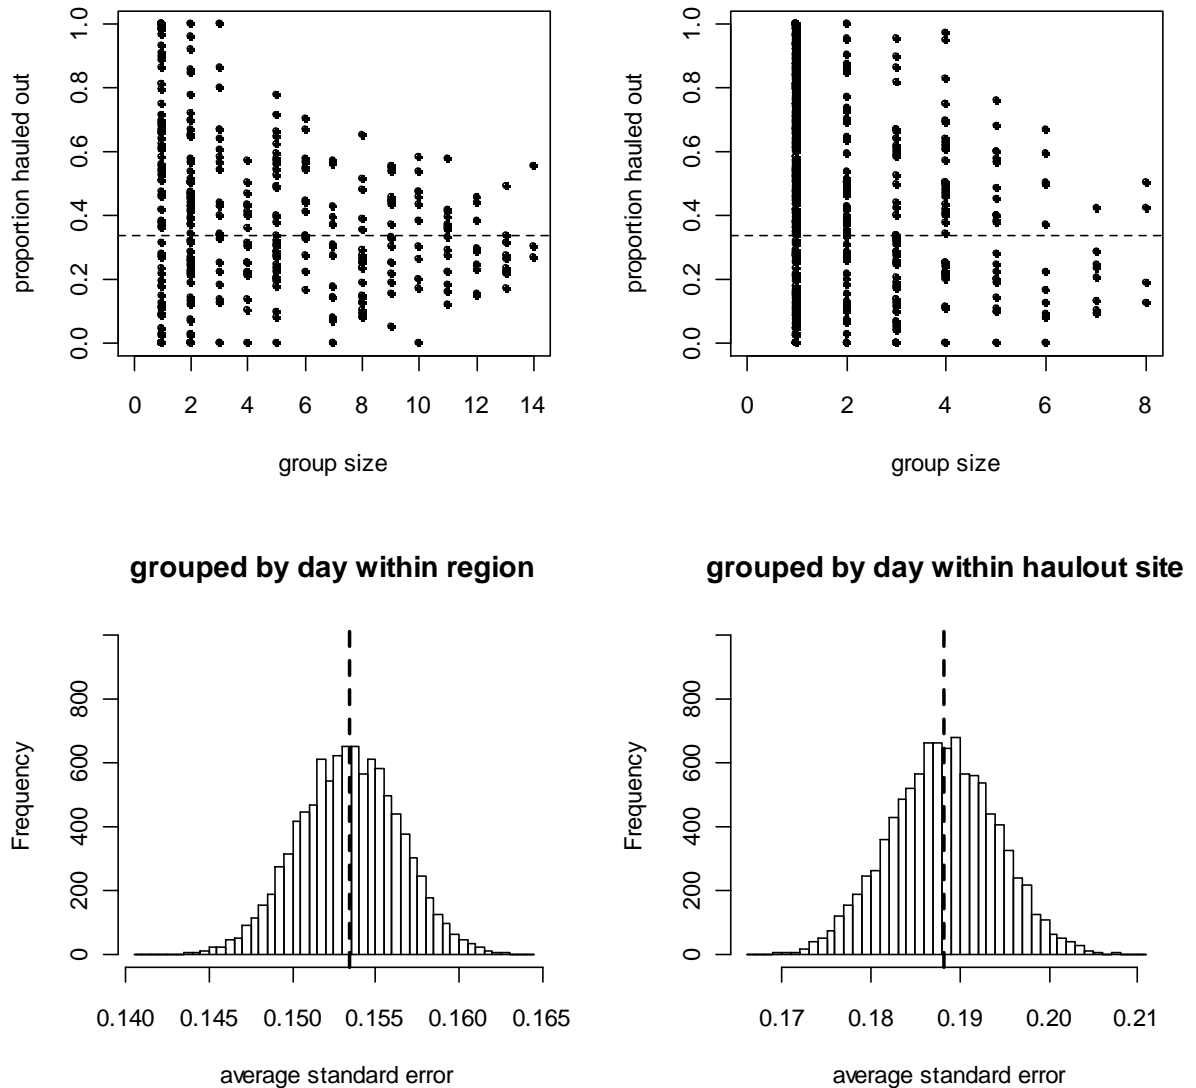 proportion hauled out
1.0
0.8
0.6
0.4
0.2
0.0
0 2 4 6 8 10 12 14
group size
proportion hauled out
1.0
0.8
0.6
0.4
0.2
0.0
0 2 4 6 8
group size
grouped by day within region
Frequency
800
600
400
200
0
0.140 0.145 0.150 0.155 0.160 0.165
average standard error
grouped by day within haulout site
Frequency
800
600
400
200
0
0.17 0.18 0.19 0.20 0.21
average standard error